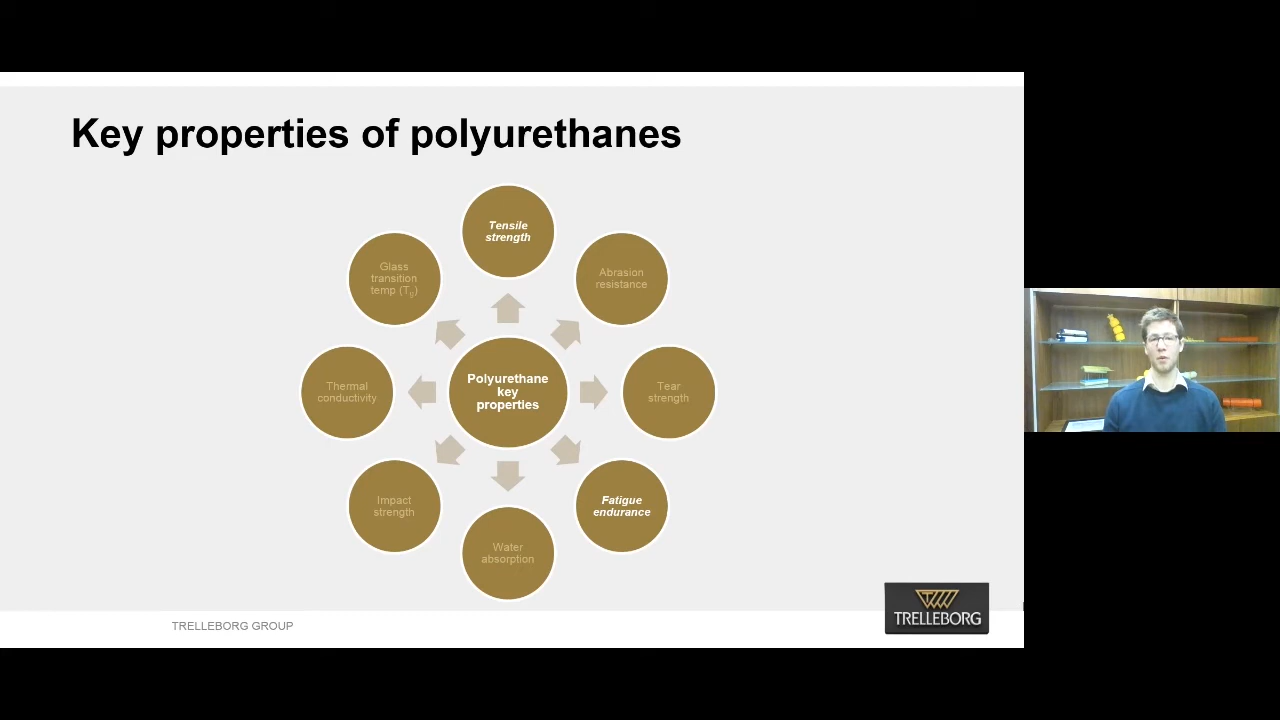 Key properties of polyurethanes
Tensile
strength
Glass
transition
temp (Tg)
Abrasion
resistance
Polyurethane
key
properties
Thermal
conductivity
Tear
strength
Impact
strength
Fatigue
endurance
Water
absorption
TRELLEBORG GROUP
TRELLEBORG